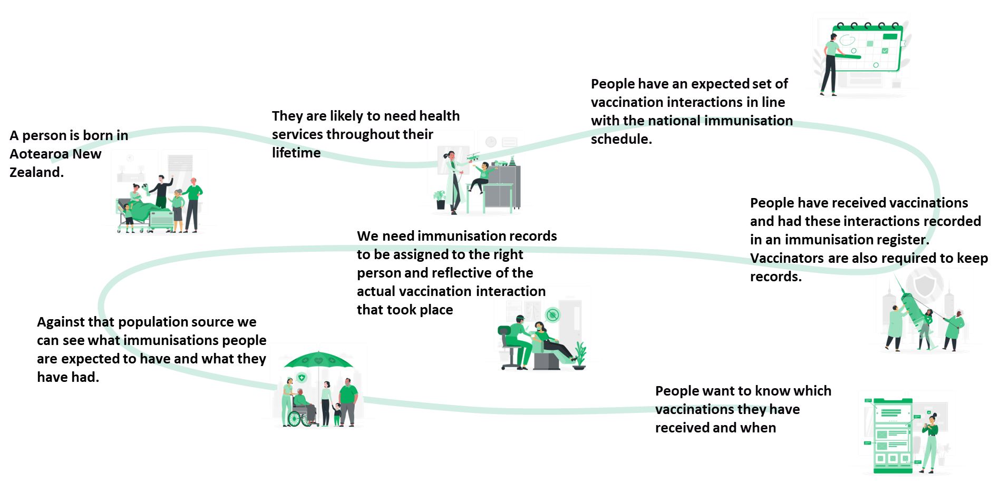 A person is born in
Aotearoa New
Zealand.
They are likely to need health
services throughout their
lifetime
People have an expected set of
vaccination interactions in line
with the national immunisation
schedule.
People have received vaccinations
and had these interactions recorded
in an immunisation register.
Vaccinators are also required to keep
records.
We need immunisation records
to be assigned to the right
person and reflective of the
actual vaccination interaction
that took place
Against that population source we
can see what immunisations people
are expected to have and what they
have had.
People want to know which
vaccinations they have
received and when